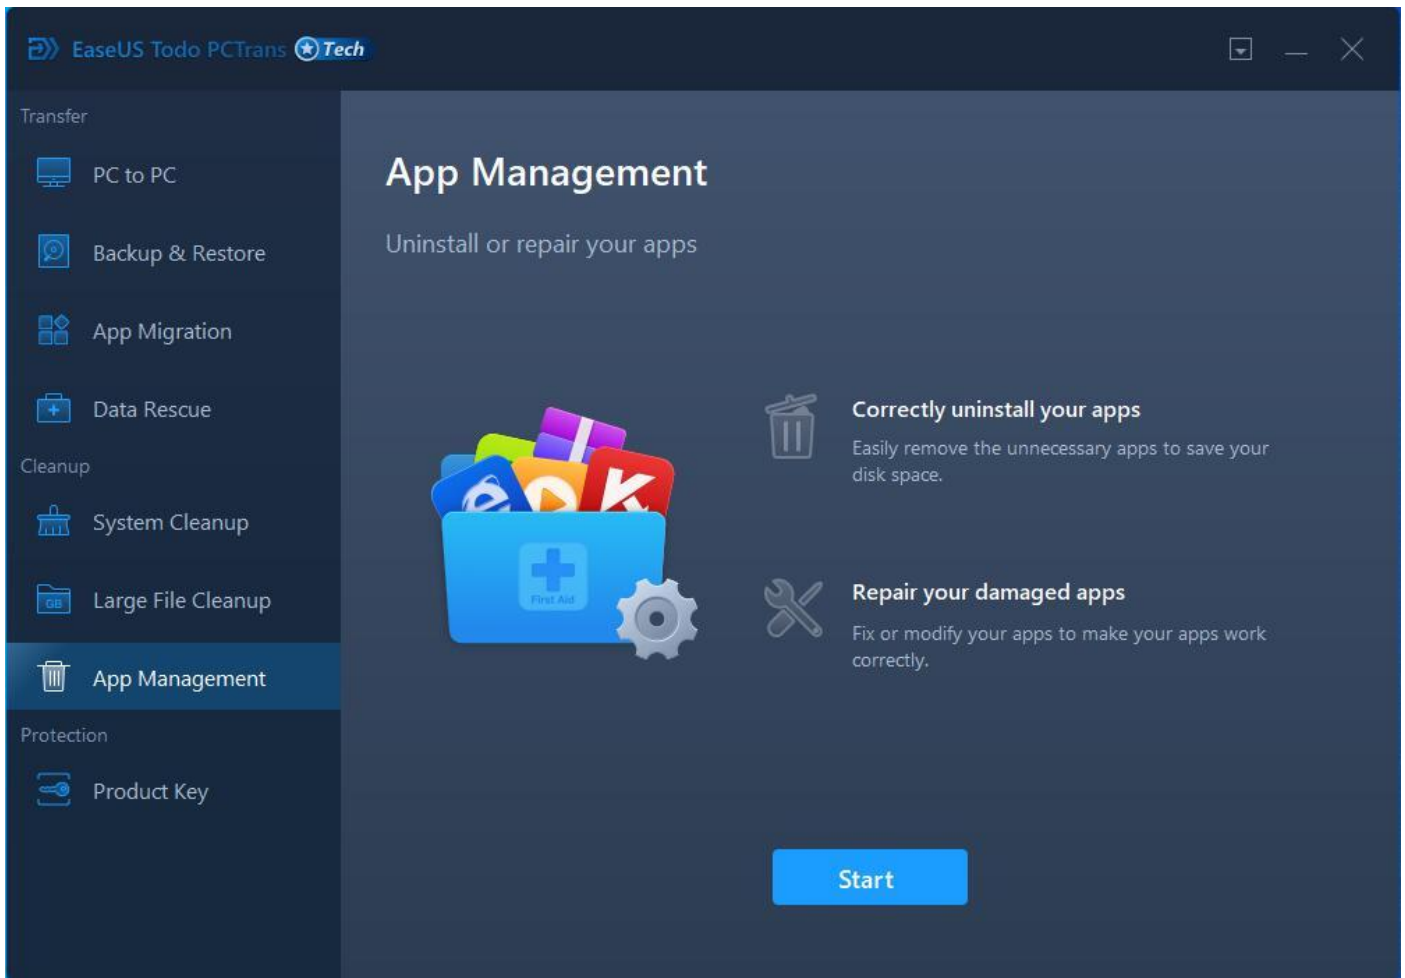 EaseUS Todo PCTrans Tech
Transfer
PC to PC
Backup & Restore
App Migration
Data Rescue
Cleanup
System Cleanup
GB
Large File Cleanup
App Management
Protection
Product Key
App Management
Uninstall or repair your apps
First Aid
Correctly uninstall your apps
Easily remove the unnecessary apps to save your
disk space.
Repair your damaged apps
Fix or modify your apps to make your apps work
correctly.
Start